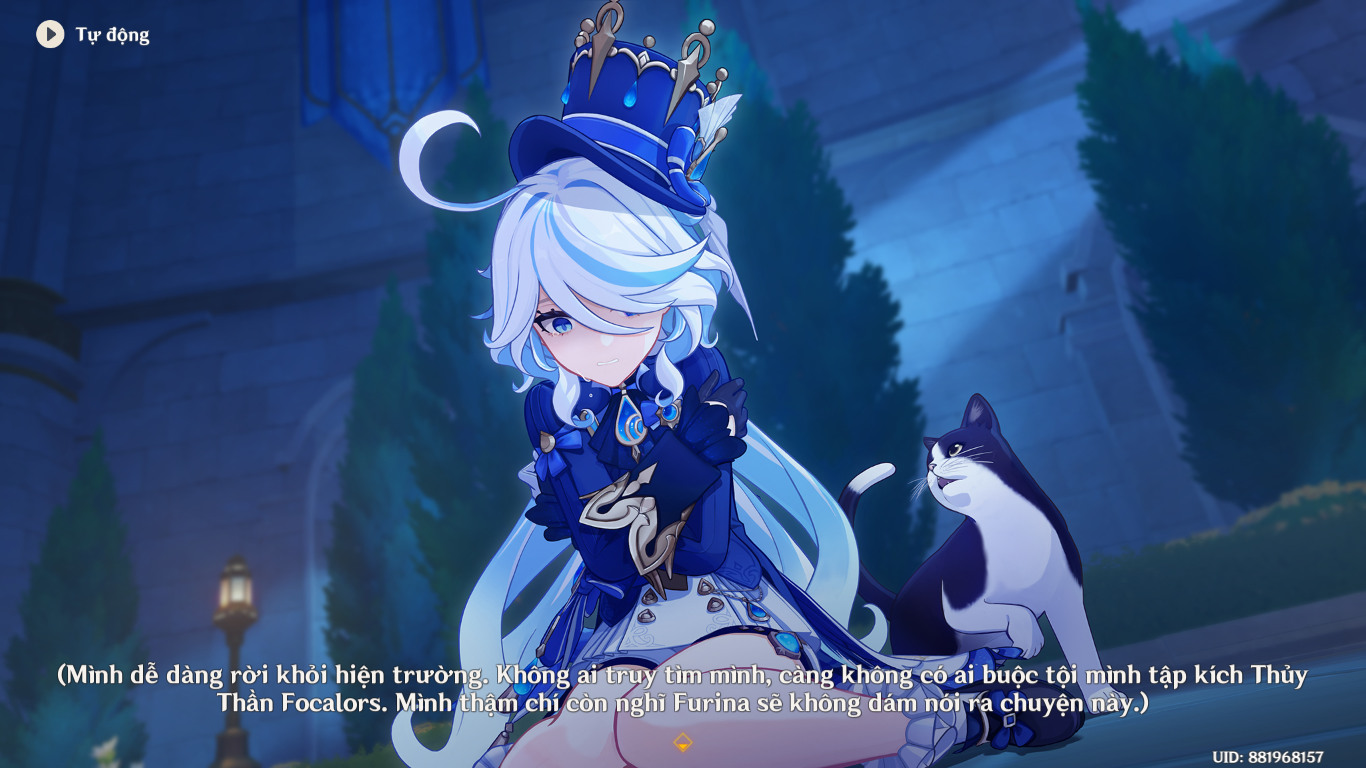 Tự động
(Mình dễ dàng rời khỏi hiện trường. Không ai truy tìm mình, càng không có ai buộc tội mình tập kích Thủy
Thần Focalors. Mình thậm chí còn nghĩ Furina sẽ không dám nói ra chuyện này.)
UID: 881968157